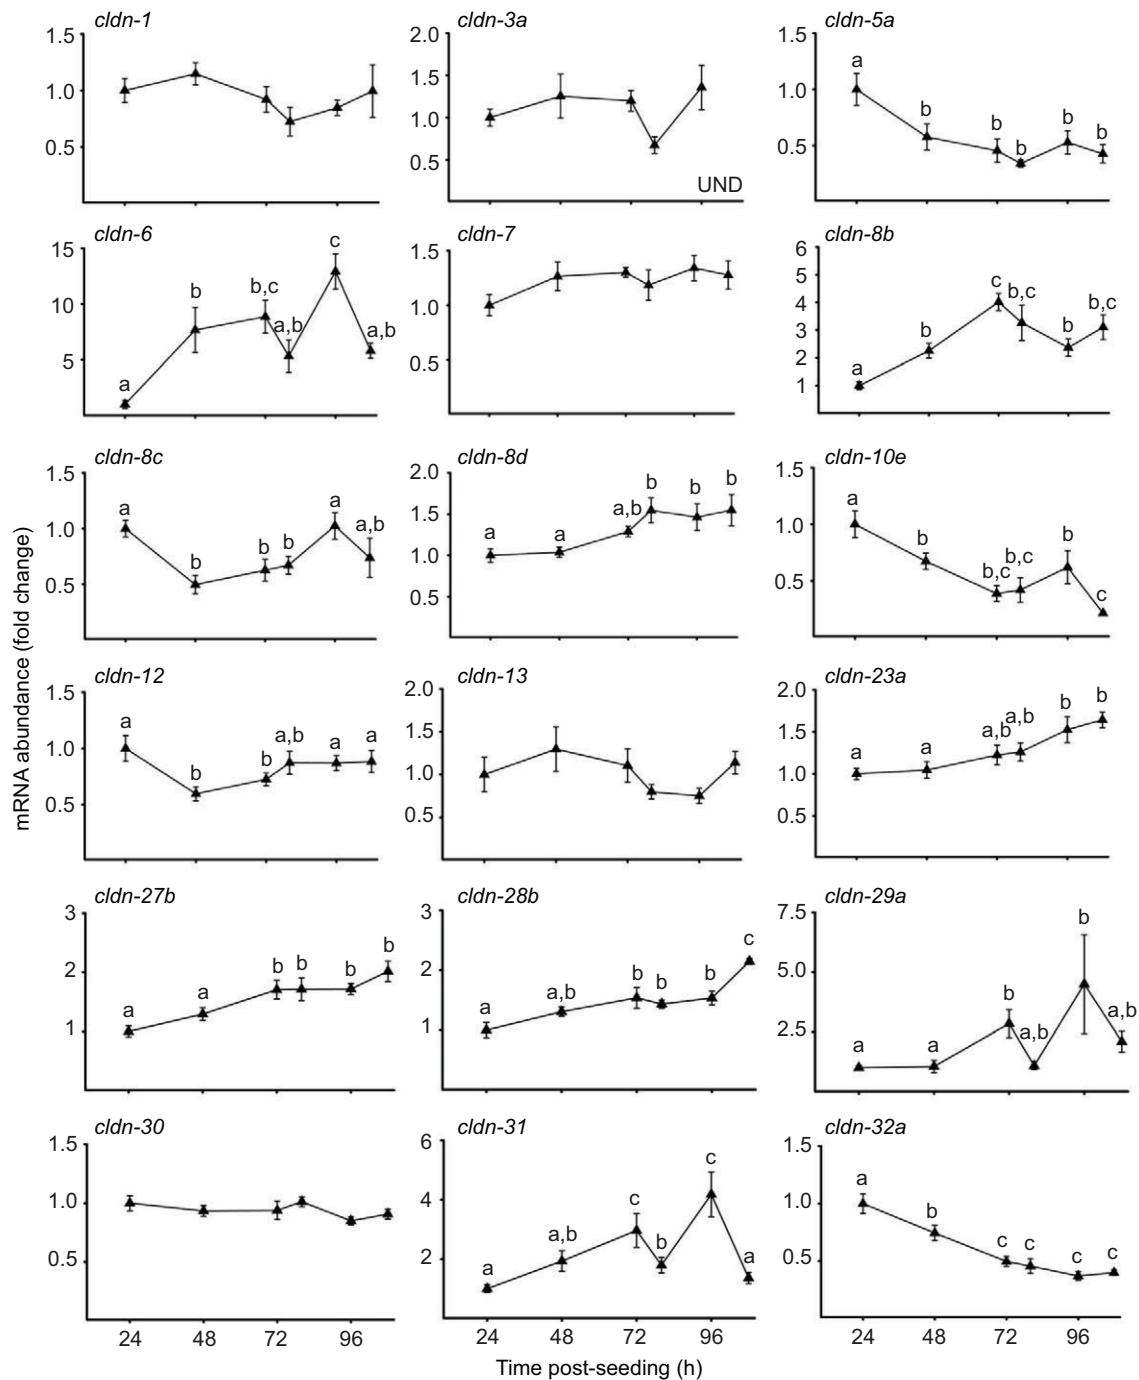 cldn-1
1.5
1.0
0.5
cldn-3a
2.0
1.5
1.0
0.5
UND
cldn-5a
1.5
1.0
0.5
a
b
b
b
b
b
cldn-6
15
10
5
a
b
b,c
a,b
c
a,b
cldn-7
1.5
1.0
0.5
cldn-8b
6
5
4
3
2
1
a
b
c
b,c
b
b,c
cldn-8c
1.5
1.0
0.5
a
b
b
b
a
a,b
cldn-8d
2.0
1.5
1.0
0.5
a
a
a,b
b
b
b
cldn-10e
1.5
1.0
0.5
a
b
b,c
b,c
b
c
mRNA abundance (fold change)
cldn-12
1.5
1.0
0.5
a
b
b
a,b
a
a
cldn-13
2.0
1.5
1.0
0.5
cldn-23a
2.0
1.5
1.0
0.5
a
a
a,b
a,b
b
b
cldn-27b
3
2
1
a
a
b
b
b
b
cldn-28b
3
2
1
a
a,b
b
b
b
c
cldn-29a
7.5
5.0
2.5
a
a
b
a,b
b
a,b
cldn-30
1.5
1.0
0.5
24 48 72 96
cldn-31
6
4
2
a
a,b
c
b
c
a
24 48 72 96
cldn-32a
1.5
1.0
0.5
a
b
c
c
c
c
24 48 72 96
Time post-seeding (h)